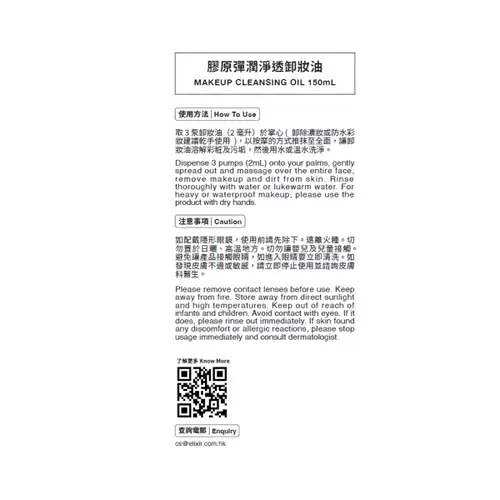 膠原彈潤淨透卸妝油
MAKEUP CLEANSING OIL 150mL
使用方法 | How To Use
取 3 泵卸妝油（2 毫升）於掌心 ( 卸除濃妝或防水彩
妝建議乾手使用 )，以按摩的方式推抹至全面，讓卸
妝油溶解彩粧及污垢，然後用水或溫水洗淨。
Dispense 3 pumps (2mL) onto your palms, gently
spread out and massage over the entire face,
remove makeup and dirt from skin. Rinse
thoroughly with water or lukewarm water. For
heavy or waterproof makeup, please use the
product with dry hands.
注意事項 | Caution
如配戴隱形眼鏡，使用前請先除下。遠離火種。切
勿置於日曬、高溫地方。切勿讓嬰兒及兒童接觸。
避免讓產品接觸眼睛，如進入眼睛要立即清洗。如
發現皮膚不適或敏感，請立即停止使用並諮詢皮膚
科醫生。
Please remove contact lenses before use. Keep
away from fire. Store away from direct sunlight
and high temperatures. Keep out of reach of
infants and children. Avoid contact with eyes. If it
does, please rinse out immediately. If skin found
any discomfort or allergic reactions, please stop
usage immediately and consult dermatologist.
了解更多 Know More
查詢電郵 | Enquiry
cs@elixir.com.hk